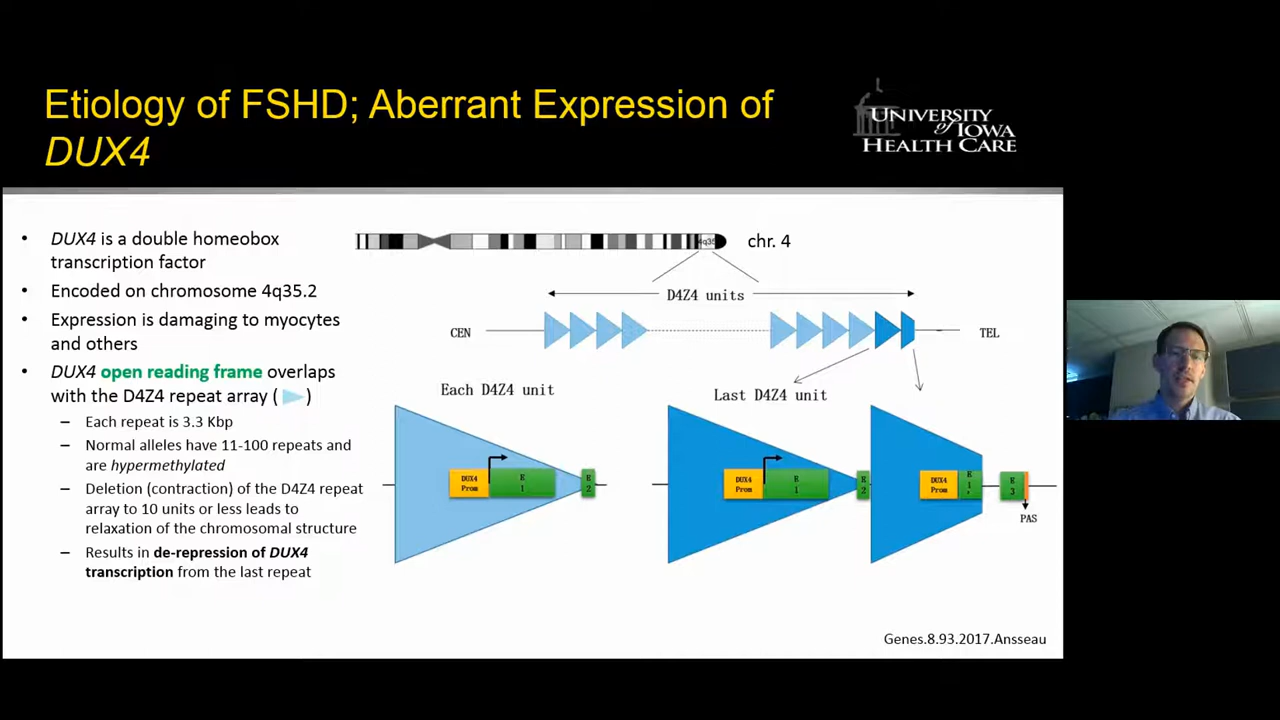 Etiology of FSHD; Aberrant Expression of
DUX4
UNIVERSITY
of IOWA
HEALTH CARE
• DUX4 is a double homeobox
transcription factor
• Encoded on chromosome 4q35.2
• Expression is damaging to myocytes
and others
• DUX4 open reading frame overlaps
with the D4Z4 repeat array ( )
– Each repeat is 3.3 Kbp
– Normal alleles have 11-100 repeats and
are hypermethylated
– Deletion (contraction) of the D4Z4 repeat
array to 10 units or less leads to
relaxation of the chromosomal structure
– Results in de-repression of DUX4
transcription from the last repeat
4q35
chr. 4
D4Z4 units
CEN
TEL
Each D4Z4 unit
Last D4Z4 unit
DUX4
Prom
E
1
E
2
DUX4
Prom
E
1
E
2
DUX4
Prom
E
1'
E
3
PAS
Genes.8.93.2017.Ansseau